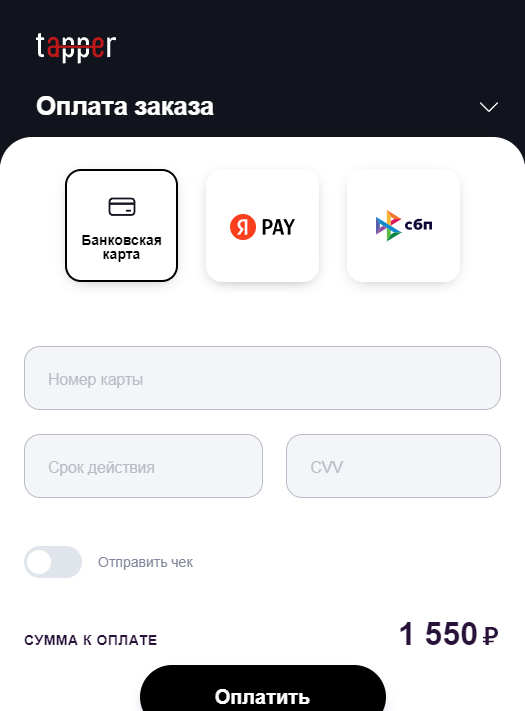 tapper
Оплата заказа
Банковская
карта
Я PAY
сбп
Номер карты
Срок действия
CVV
Отправить чек
СУММА К ОПЛАТЕ
1 550 ₽
Оплатить